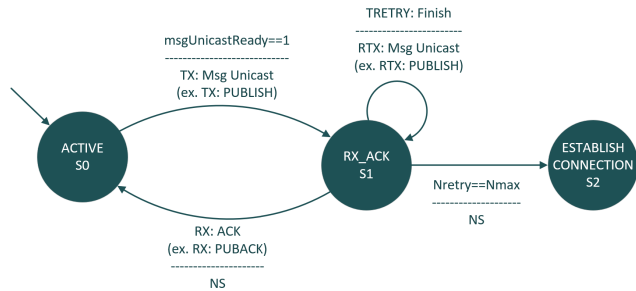 TRETRY: Finish
-----------------------
RTX: Msg Unicast
(ex. RTX: PUBLISH)
msgUnicastReady==1
---------------------------
TX: Msg Unicast
(ex. TX: PUBLISH)
ACTIVE
S0
RX_ACK
S1
ESTABLISH
CONNECTION
S2
Nretry==Nmax
--------------------
NS
RX: ACK
(ex. RX: PUBACK)
---------------------
NS